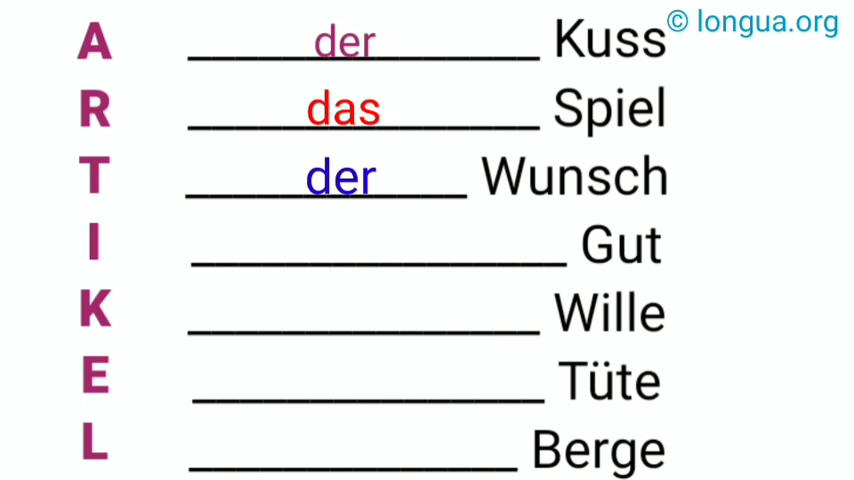 © longua.org
A der Kuss
R das Spiel
T der Wunsch
I Gut
K Wille
E Tüte
L Berge